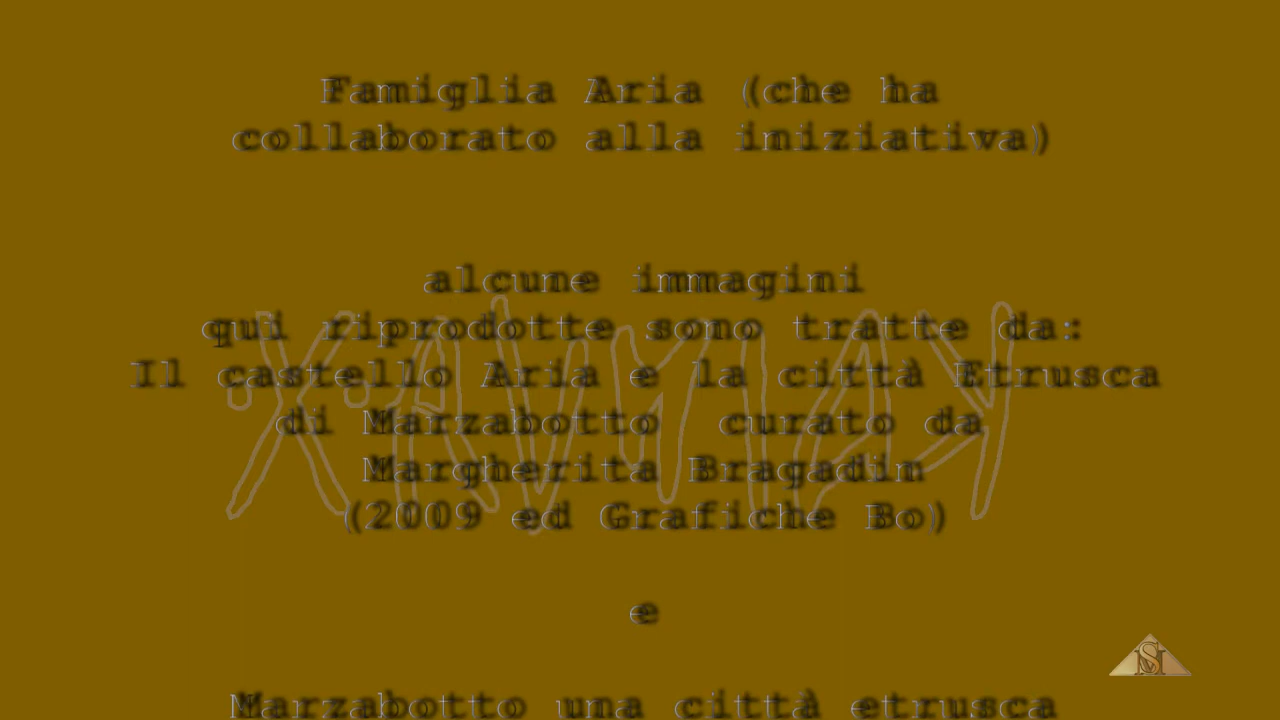 Famiglia Aria (che ha
collaborato alla iniziativa)
alcune immagini
qui riprodotte sono tratte da:
Il castello Aria e la città Etrusca
di Marzabotto curato da
Margherita Bragadin
(2009 ed Grafiche Bo)
e
Marzabotto una città etrusca